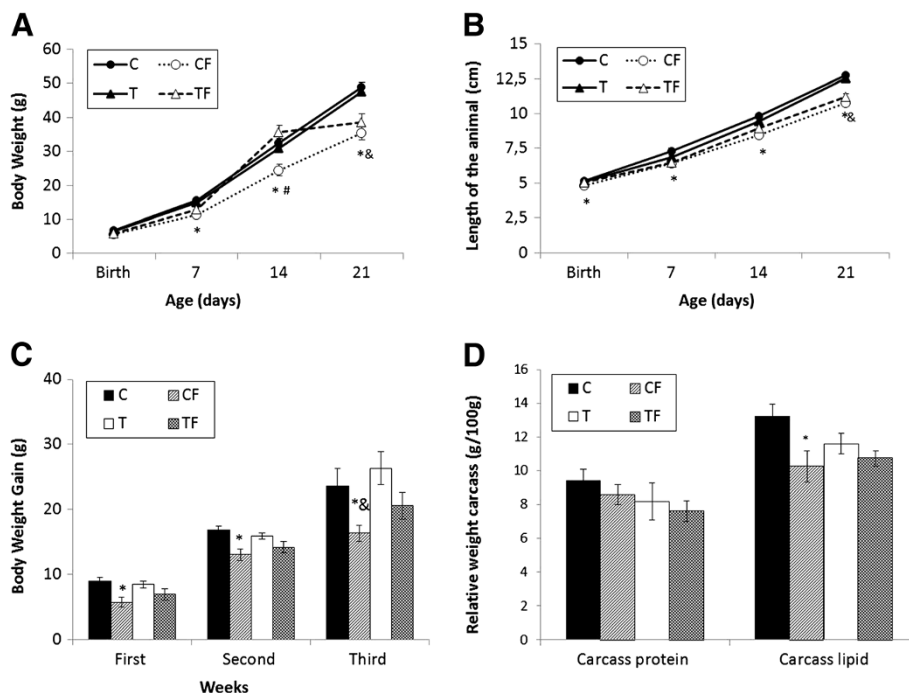 A
B
C CF
T TF
Body Weight (g)
60
50
40
30
20
10
0
*
* #
*&
Birth 7 14 21
Age (days)
C CF
T TF
Length of the animal (cm)
15
12,5
10
7,5
5
2,5
0
*
*
*
*&
Birth 7 14 21
Age (days)
C
D
C CF
T TF
Body Weight Gain (g)
40
30
20
10
0
*
*
*&
First Second Third
Weeks
C CF
T TF
Relative weight carcass (g/100g)
16
14
12
10
8
6
4
2
0
*
Carcass protein Carcass lipid